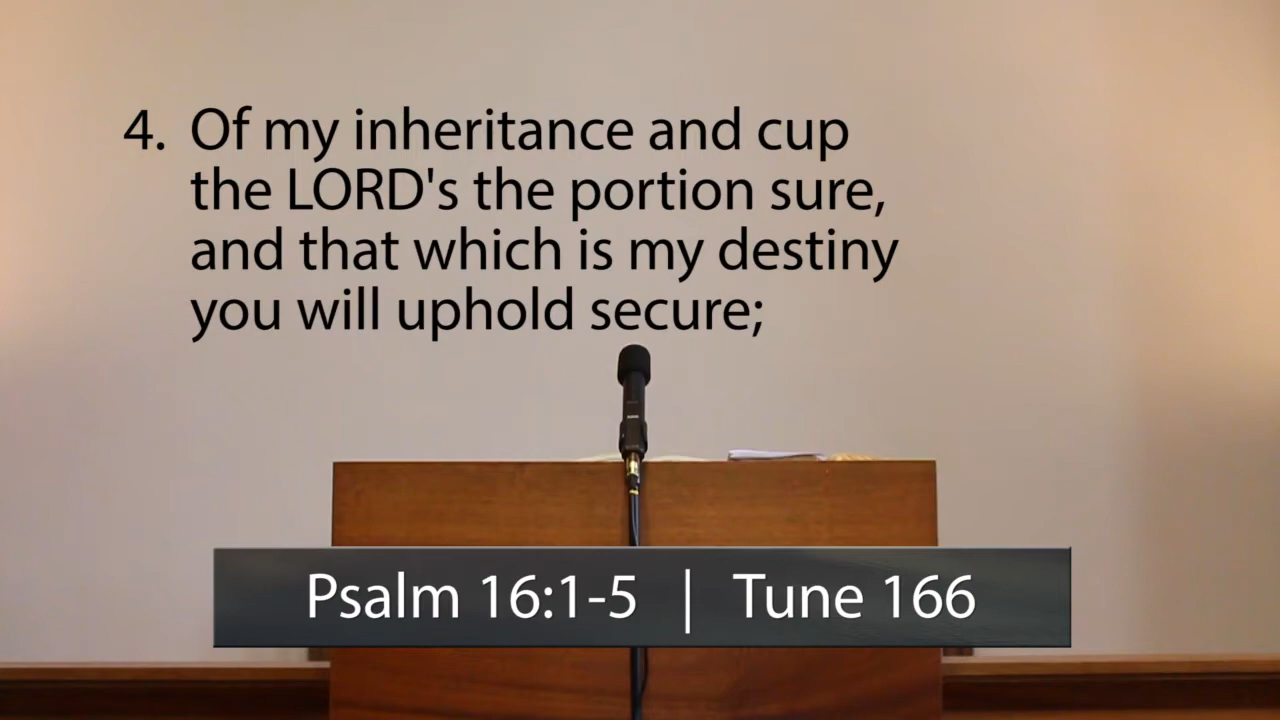 4. Of my inheritance and cup
the LORD's the portion sure,
and that which is my destiny
you will uphold secure;
Psalm 16:1-5 | Tune 166